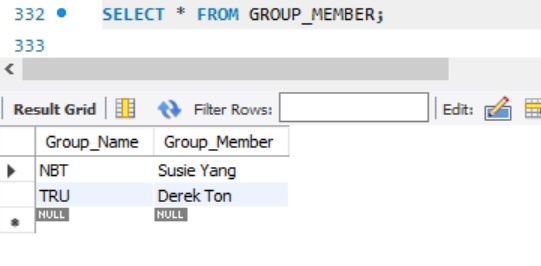 332 SELECT * FROM GROUP_MEMBER;
333
Result Grid Filter Rows: Edit:
Group_Name Group_Member
NBT Susie Yang
TRU Derek Ton
NULL NULL